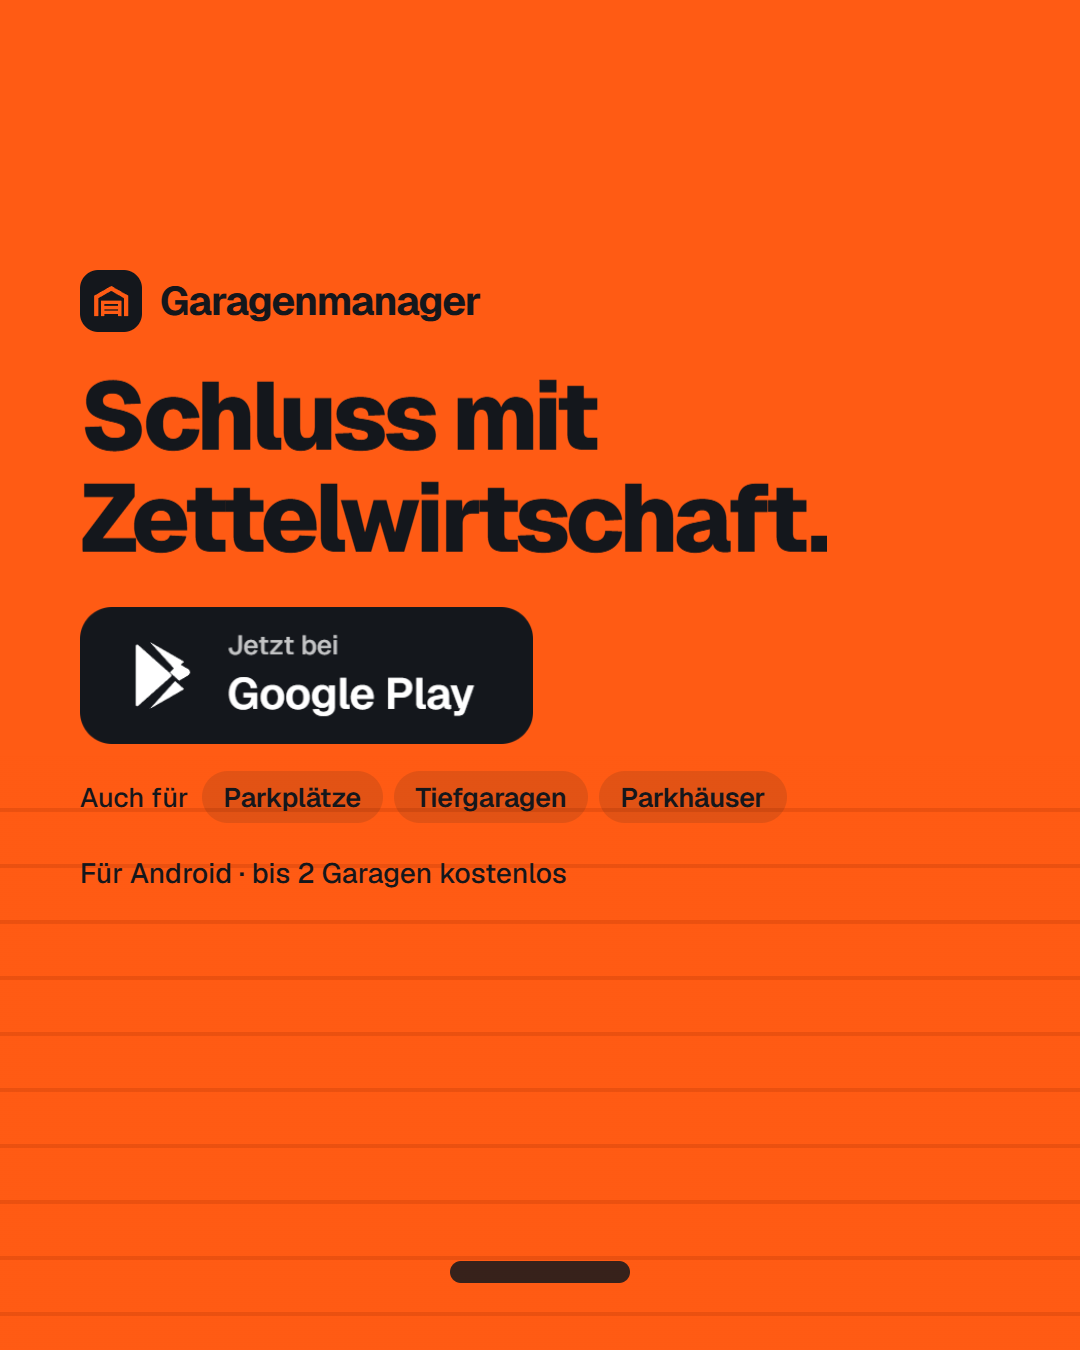 Garagenmanager
Schluss mit
Zettelwirtschaft.
Jetzt bei
Google Play
Auch für Parkplätze Tiefgaragen Parkhäuser
Für Android · bis 2 Garagen kostenlos